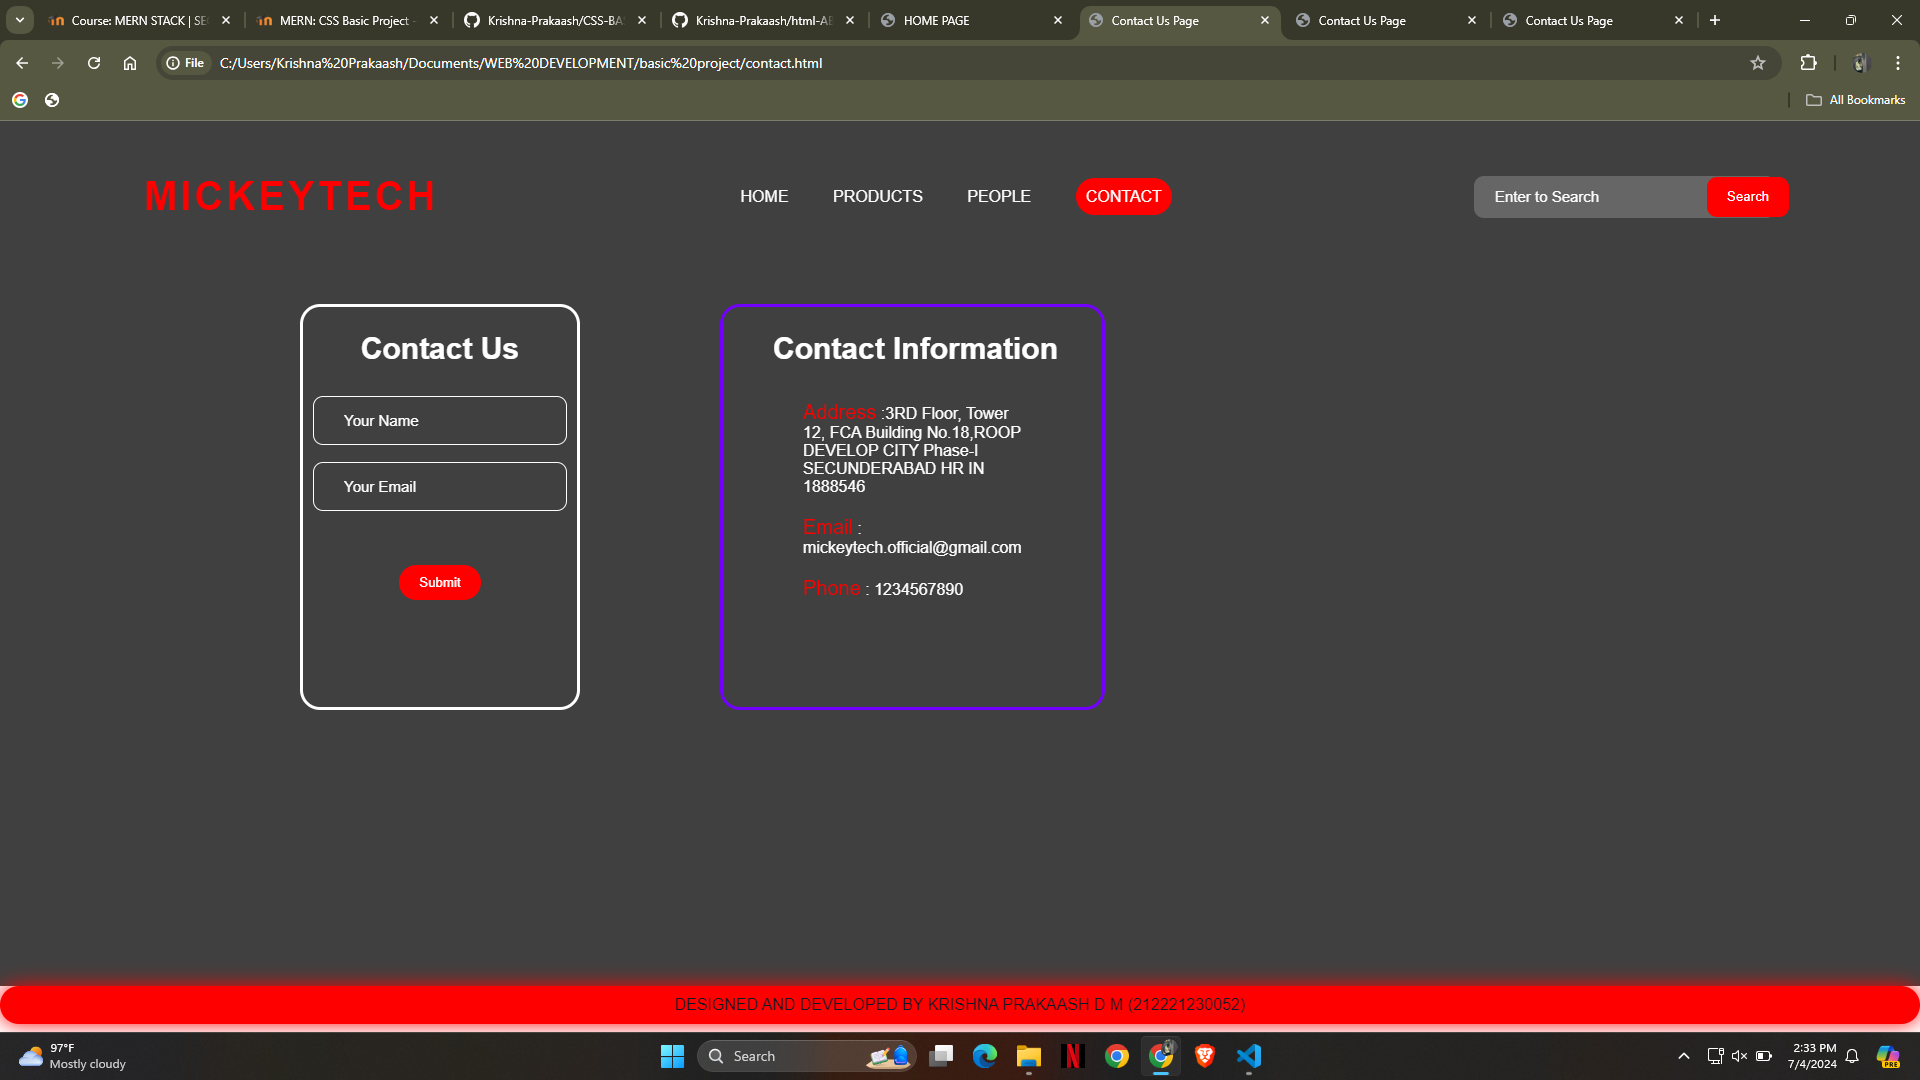 Course: MERN STACK | SE
MERN: CSS Basic Project
Krishna-Prakaash/CSS-BA
Krishna-Prakaash/html-AB
HOME PAGE
Contact Us Page
Contact Us Page
Contact Us Page
File C:/Users/Krishna%20Prakaash/Documents/WEB%20DEVELOPMENT/basic%20project/contact.html
All Bookmarks
MICKEYTECH
HOME PRODUCTS PEOPLE CONTACT
Enter to Search Search
Contact Us
Your Name
Your Email
Submit
Contact Information
Address :3RD Floor, Tower
12, FCA Building No.18,ROOP
DEVELOP CITY Phase-I
SECUNDERABAD HR IN
1888546
Email :
mickeytech.official@gmail.com
Phone : 1234567890
DESIGNED AND DEVELOPED BY KRISHNA PRAKAASH D M (212221230052)
97°F
Mostly cloudy
Search
2:33 PM
7/4/2024
PRE